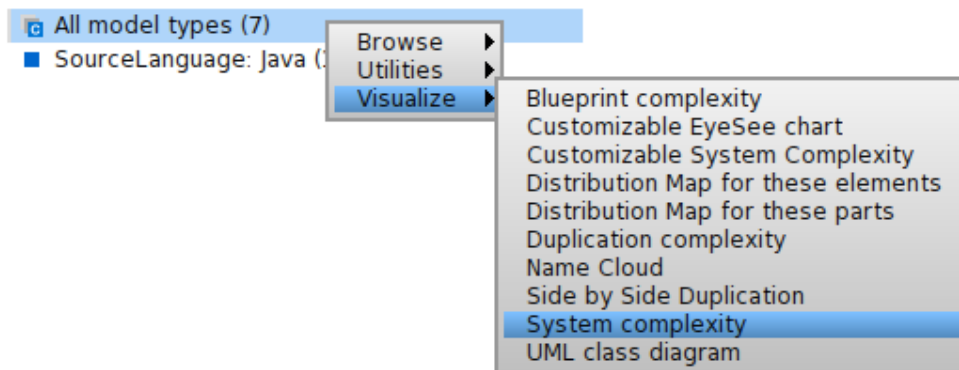 All model types (7)
SourceLanguage: Java (
Browse
Utilities
Visualize
Blueprint complexity
Customizable EyeSee chart
Customizable System Complexity
Distribution Map for these elements
Distribution Map for these parts
Duplication complexity
Name Cloud
Side by Side Duplication
System complexity
UML class diagram